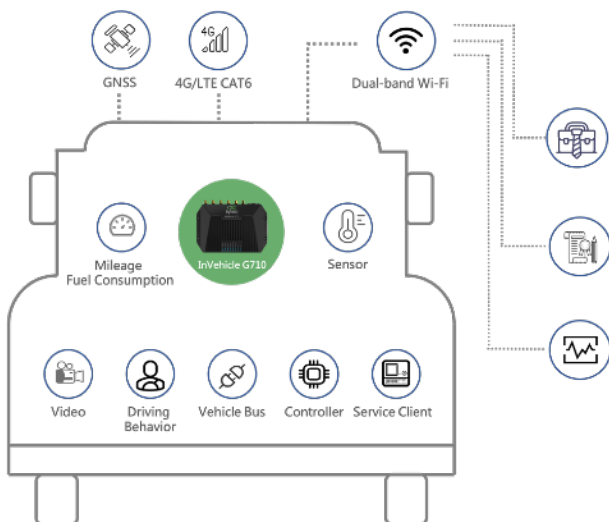 4G
GNSS
4G/LTE CAT6
Dual-band Wi-Fi
Mileage
Fuel Consumption
InVehicle G710
Sensor
Video
Driving
Behavior
Vehicle Bus
Controller
Service Client